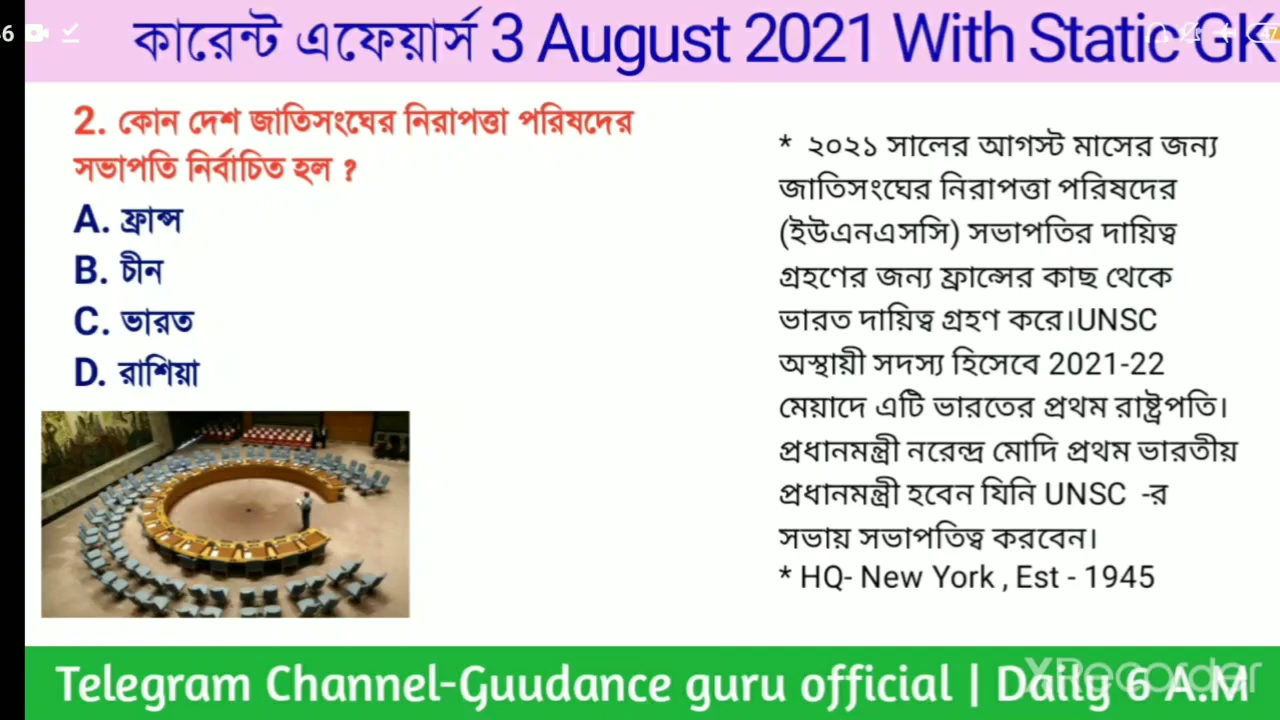 কারেন্ট এফেয়ার্স 3 August 2021 With Static GK
2. কোন দেশ জাতিসংঘের নিরাপত্তা পরিষদের
সভাপতি নির্বাচিত হল ?
A. ফ্রান্স
B. চীন
C. ভারত
D. রাশিয়া
* ২০২১ সালের আগস্ট মাসের জন্য
জাতিসংঘের নিরাপত্তা পরিষদের
(ইউএনএসসি) সভাপতির দায়িত্ব
গ্রহণের জন্য ফ্রান্সের কাছ থেকে
ভারত দায়িত্ব গ্রহণ করে।UNSC
অস্থায়ী সদস্য হিসেবে 2021-22
মেয়াদে এটি ভারতের প্রথম রাষ্ট্রপতি।
প্রধানমন্ত্রী নরেন্দ্র মোদি প্রথম ভারতীয়
প্রধানমন্ত্রী হবেন যিনি UNSC -র
সভায় সভাপতিত্ব করবেন।
* HQ- New York , Est - 1945
Telegram Channel-Guudance guru official | Daily 6 A.M
XRecorder